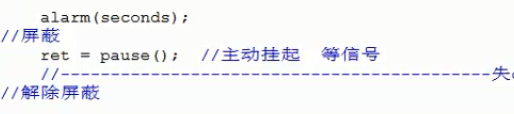 alarm(seconds);
//屏蔽
ret = pause();  //主动挂起  等信号
//-------------------------------------------失
//解除屏蔽